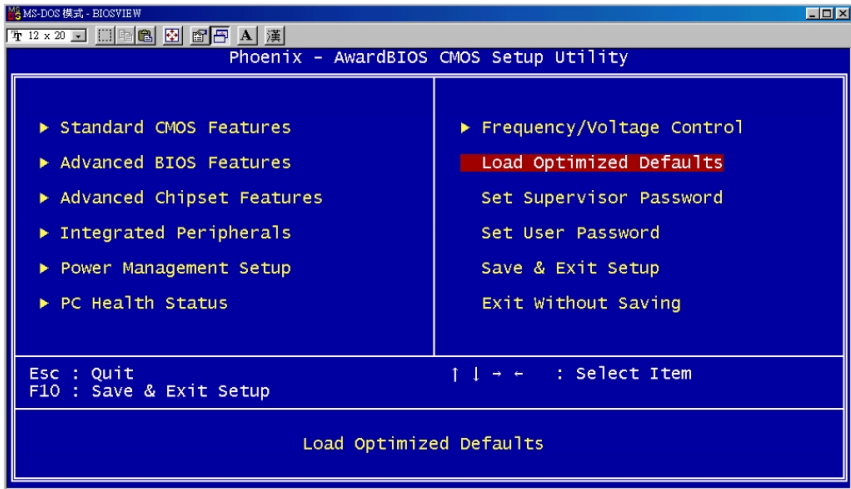 MS-DOS 模式 - BIOSVIEW
12 x 20 A 漢
Phoenix - AwardBIOS CMOS Setup Utility
Standard CMOS Features
Advanced BIOS Features
Advanced Chipset Features
Integrated Peripherals
Power Management Setup
PC Health Status
Frequency/Voltage Control
Load Optimized Defaults
Set Supervisor Password
Set User Password
Save & Exit Setup
Exit Without Saving
Esc : Quit
F10 : Save & Exit Setup
↑ ↓ → ← : Select Item
Load Optimized Defaults